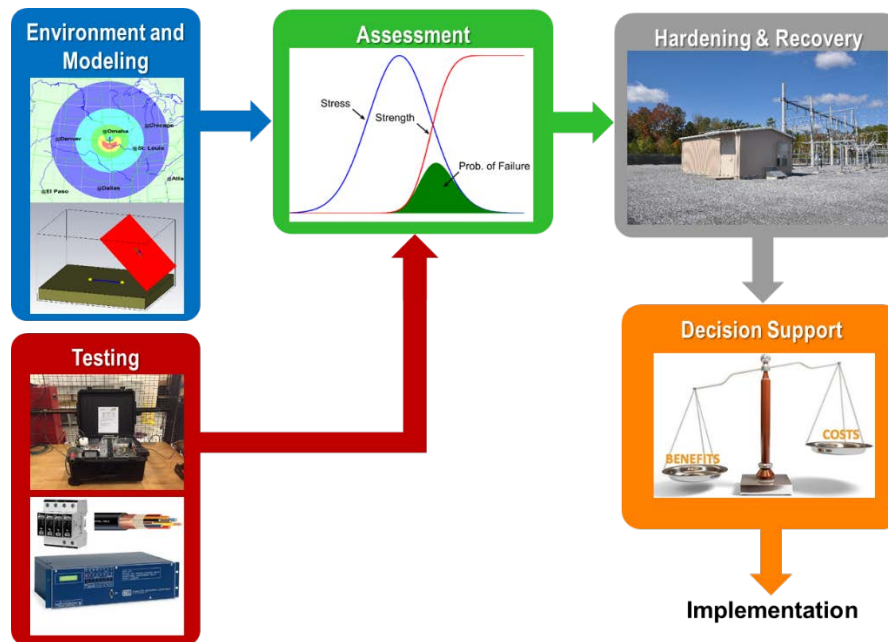 Environment and
Modeling
@Omaha
@Chicago
@Denver
@St. Louis
@Dallas
@El Paso
@Atla
Assessment
Stress
Strength
Prob. of Failure
Hardening & Recovery
Testing
Decision Support
BENEFITS
COSTS
Implementation